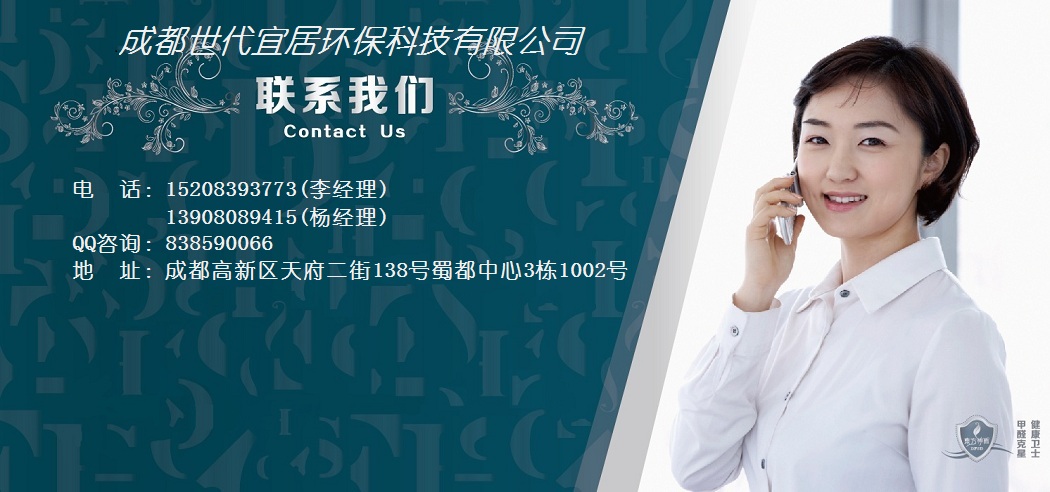 成都世代宜居环保科技有限公司
联系我们
Contact Us
电 话：15208393773(李经理)
13908089415(杨经理)
QQ咨询：838590066
地 址：成都高新区天府二街138号蜀都中心3栋1002号
健康卫士
甲醛克星